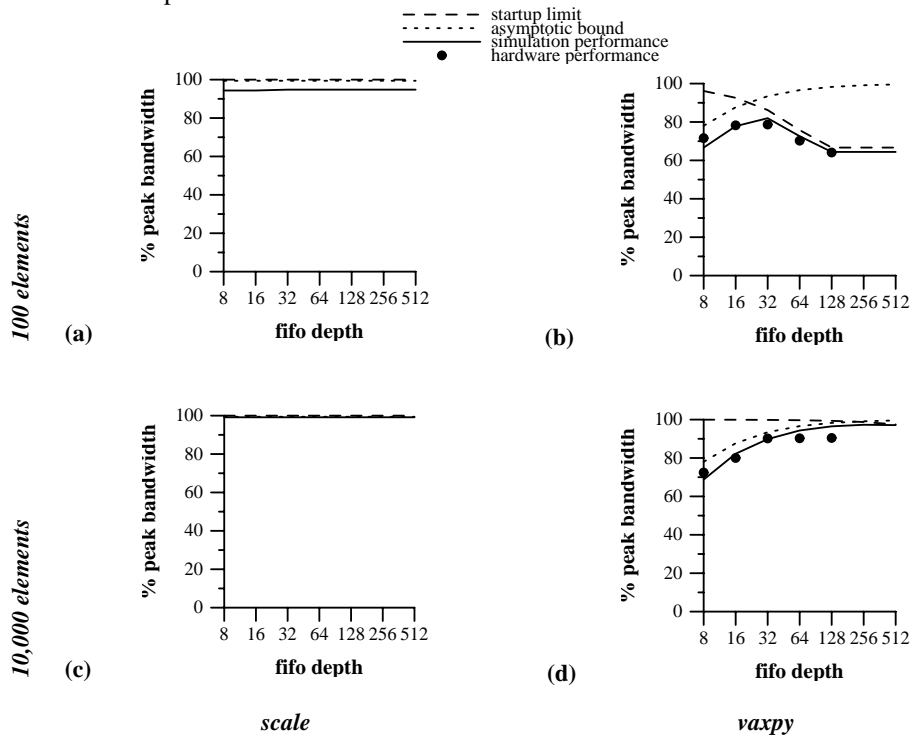 startup limit
asymptotic bound
simulation performance
hardware performance
100 elements
(a)
% peak bandwidth
100
80
60
40
20
0
8 16 32 64 128 256 512
fifo depth
(b)
% peak bandwidth
100
80
60
40
20
0
8 16 32 64 128 256 512
fifo depth
10,000 elements
(c)
% peak bandwidth
100
80
60
40
20
0
8 16 32 64 128 256 512
fifo depth
(d)
% peak bandwidth
100
80
60
40
20
0
8 16 32 64 128 256 512
fifo depth
scale
vaxpy